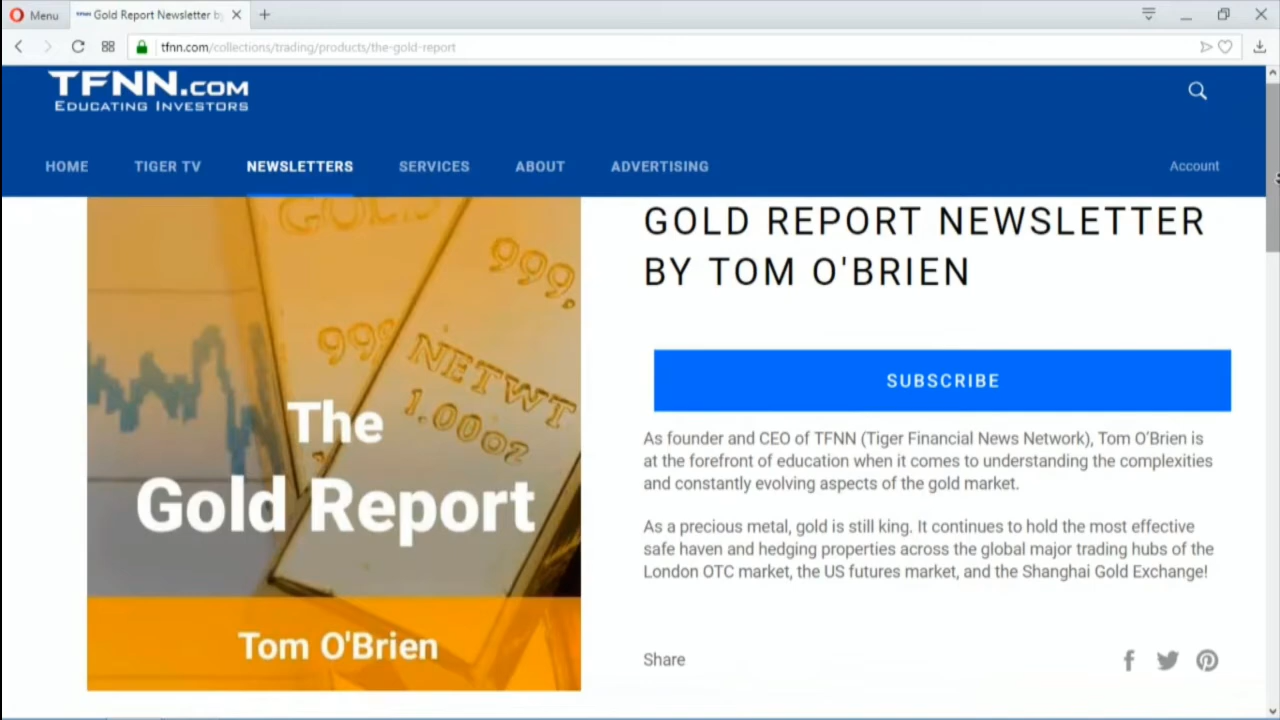 Menu
Gold Report Newsletter by
tfnn.com/collections/trading/products/the-gold-report
TFNN.COM
EDUCATING INVESTORS
HOME
TIGER TV
NEWSLETTERS
SERVICES
ABOUT
ADVERTISING
Account
GOLD
999.
999
NETWT
1.00oz
The
Gold Report
Tom O'Brien
GOLD REPORT NEWSLETTER
BY TOM O'BRIEN
SUBSCRIBE
As founder and CEO of TFNN (Tiger Financial News Network), Tom O'Brien is
at the forefront of education when it comes to understanding the complexities
and constantly evolving aspects of the gold market.
As a precious metal, gold is still king. It continues to hold the most effective
safe haven and hedging properties across the global major trading hubs of the
London OTC market, the US futures market, and the Shanghai Gold Exchange!
Share